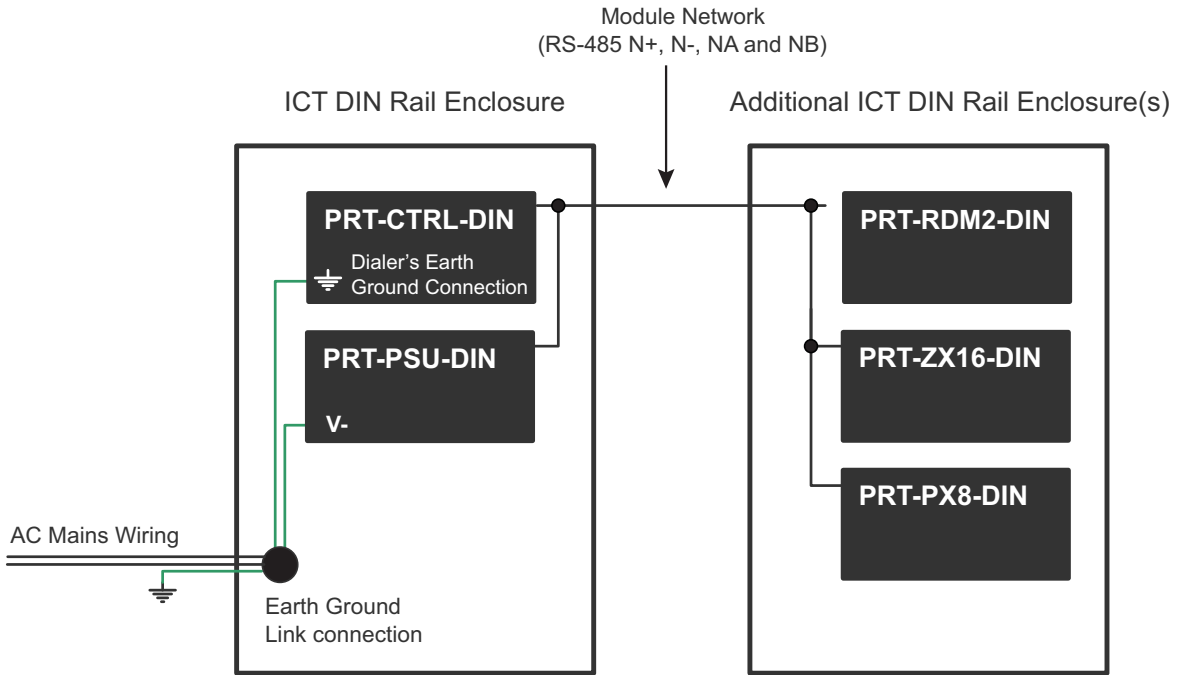 Module Network
(RS-485 N+, N-, NA and NB)
ICT DIN Rail Enclosure
Additional ICT DIN Rail Enclosure(s)
PRT-CTRL-DIN
Dialer's Earth
Ground Connection
PRT-PSU-DIN
V-
PRT-RDM2-DIN
PRT-ZX16-DIN
PRT-PX8-DIN
AC Mains Wiring
Earth Ground
Link connection